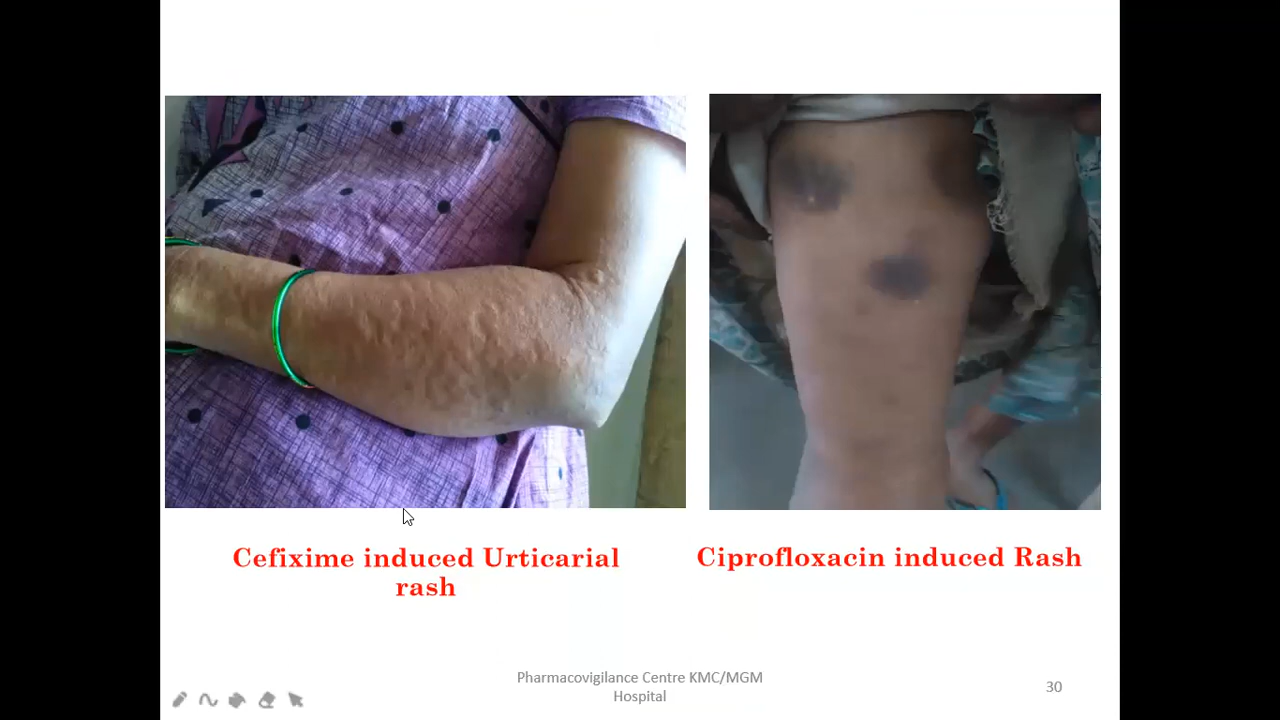 Cefixime induced Urticarial
rash
Ciprofloxacin induced Rash
Pharmacovigilance Centre KMC/MGM
Hospital
30